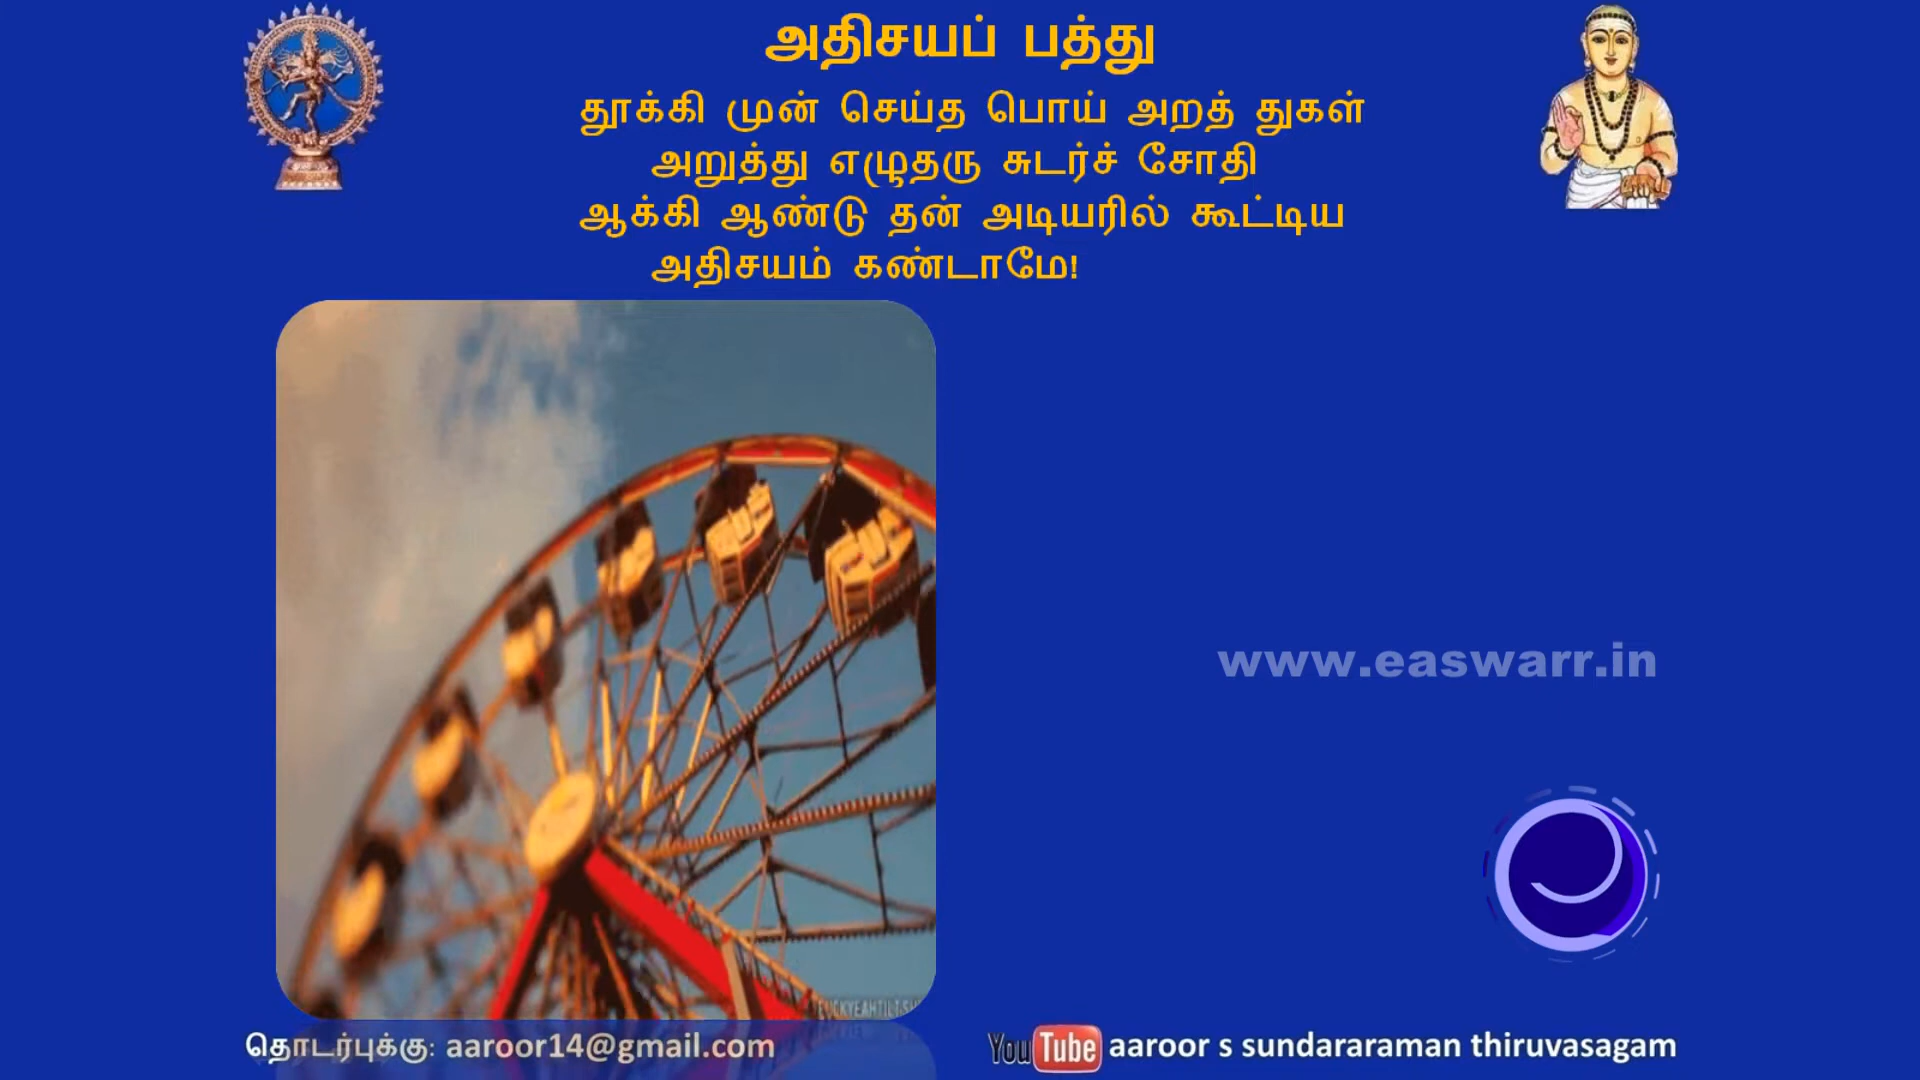 அதிசயப் பத்து
தூக்கி முன் செய்த பொய் அறத் துகள்
அறுத்து எழுதரு சுடர்ச் சோதி
ஆக்கி ஆண்டு தன் அடியரில் கூட்டிய
அதிசயம் கண்டாமே!
www.easwarr.in
தொடர்புக்கு: aaroor14@gmail.com
YouTube aaroor s sundararaman thiruvasagam